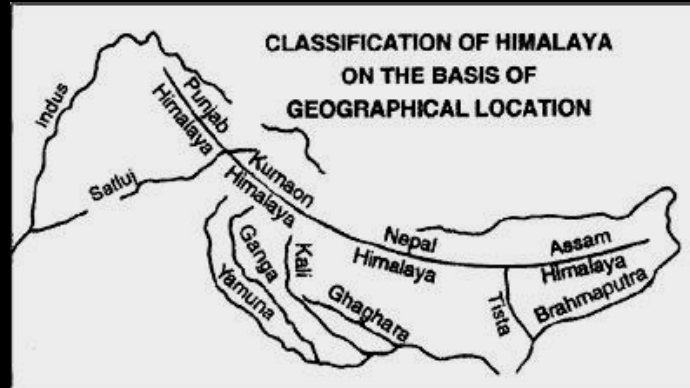 CLASSIFICATION OF HIMALAYA
ON THE BASIS OF
GEOGRAPHICAL LOCATION
Indus
Punjab
Himalaya
Satluj
Kumaon
Himalaya
Nepal
Himalaya
Assam
Himalaya
Ganga
Yamuna
Kali
Ghaghara
Tista
Brahmaputra